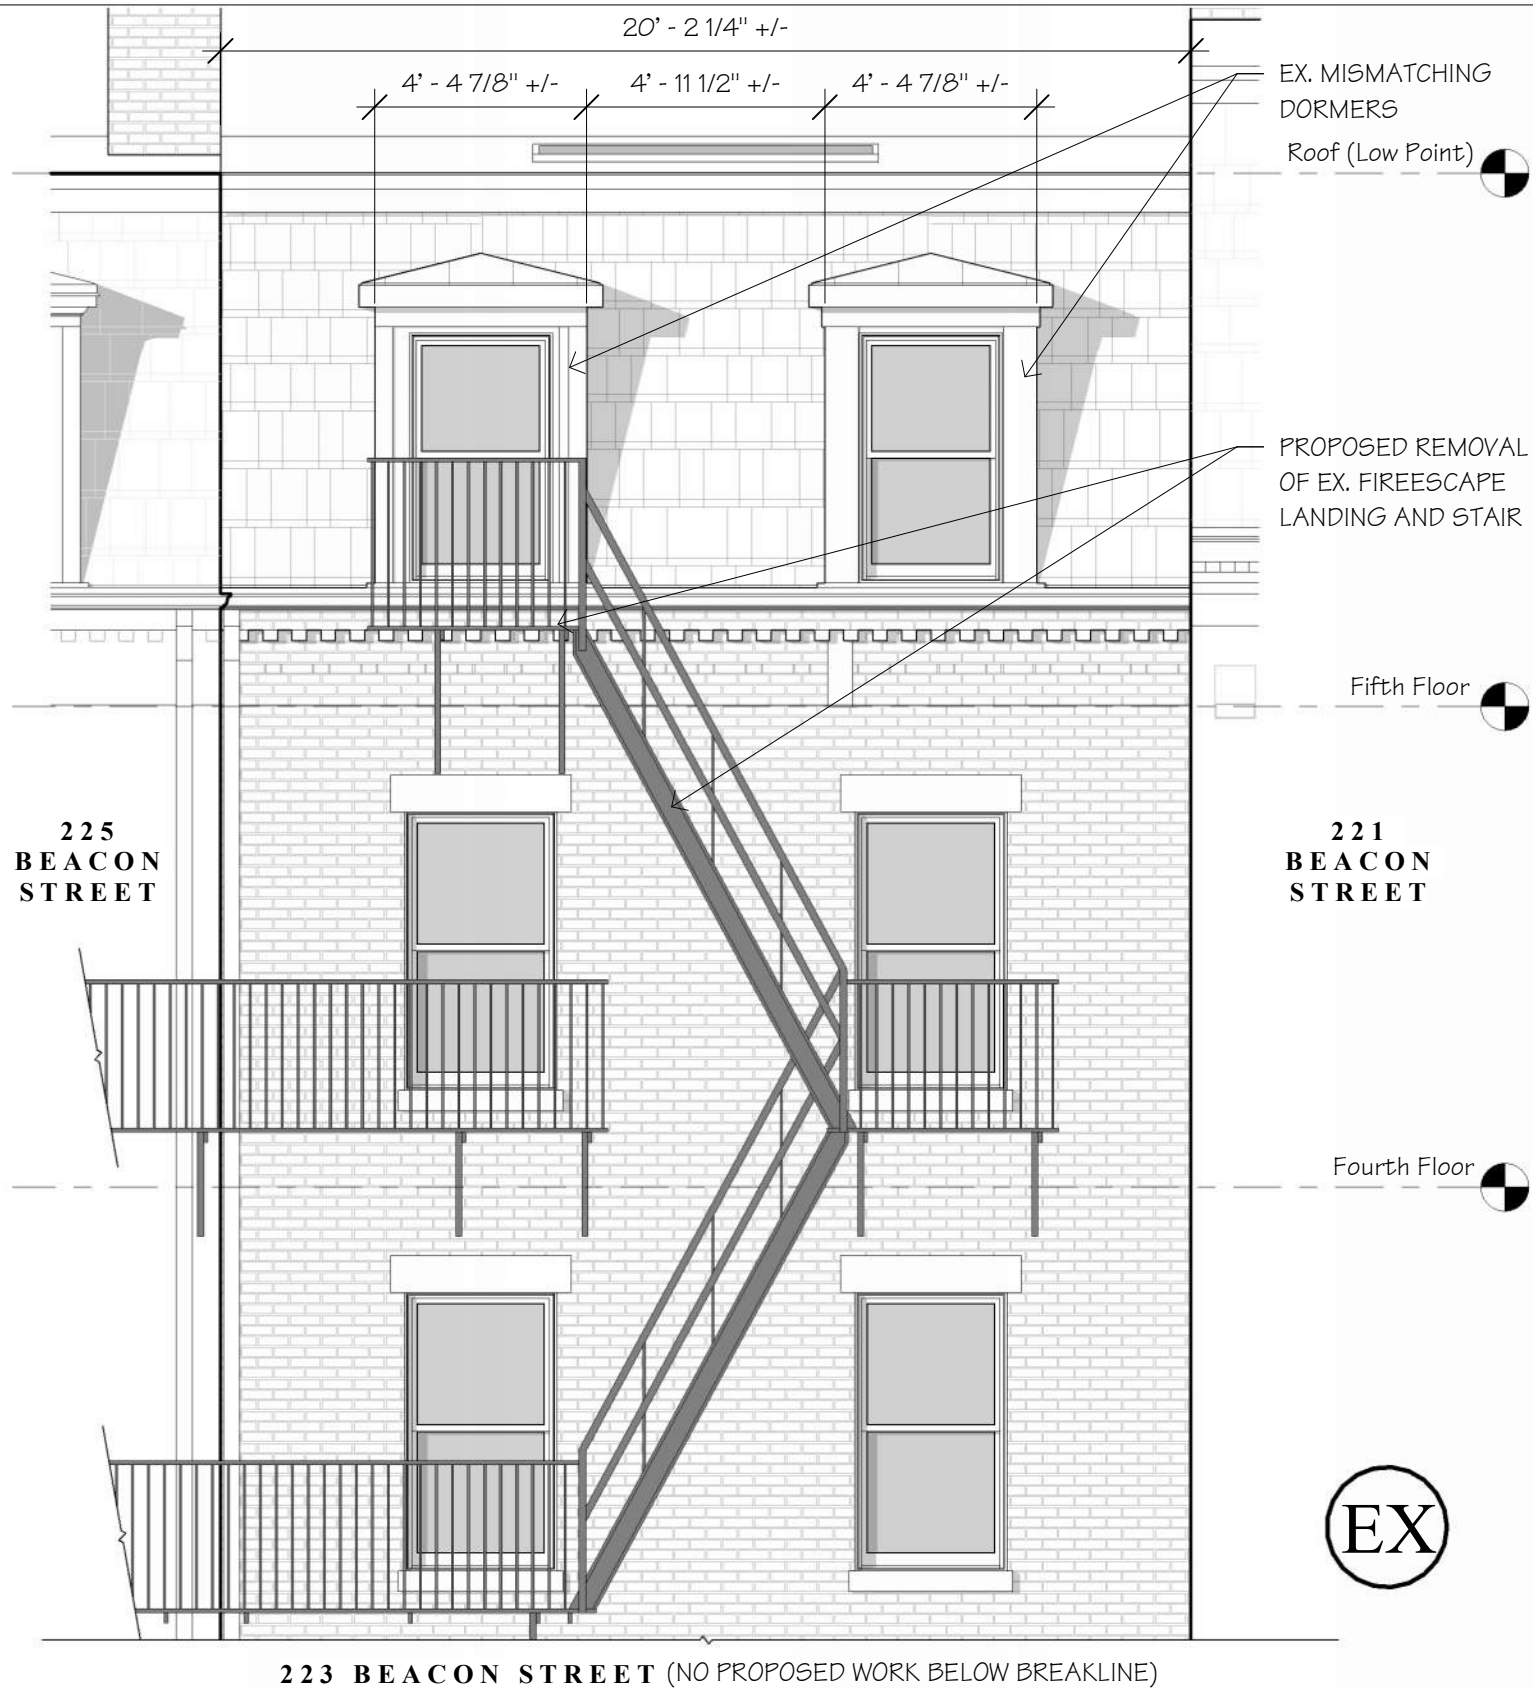 20' - 2 1/4" +/-
4' - 4 7/8" +/-
4' - 11 1/2" +/-
4' - 4 7/8" +/-
EX. MISMATCHING
DORMERS
Roof (Low Point)
PROPOSED REMOVAL
OF EX. FIREESCAPE
LANDING AND STAIR
Fifth Floor
225
BEACON
STREET
221
BEACON
STREET
Fourth Floor
EX
223 BEACON STREET (NO PROPOSED WORK BELOW BREAKLINE)